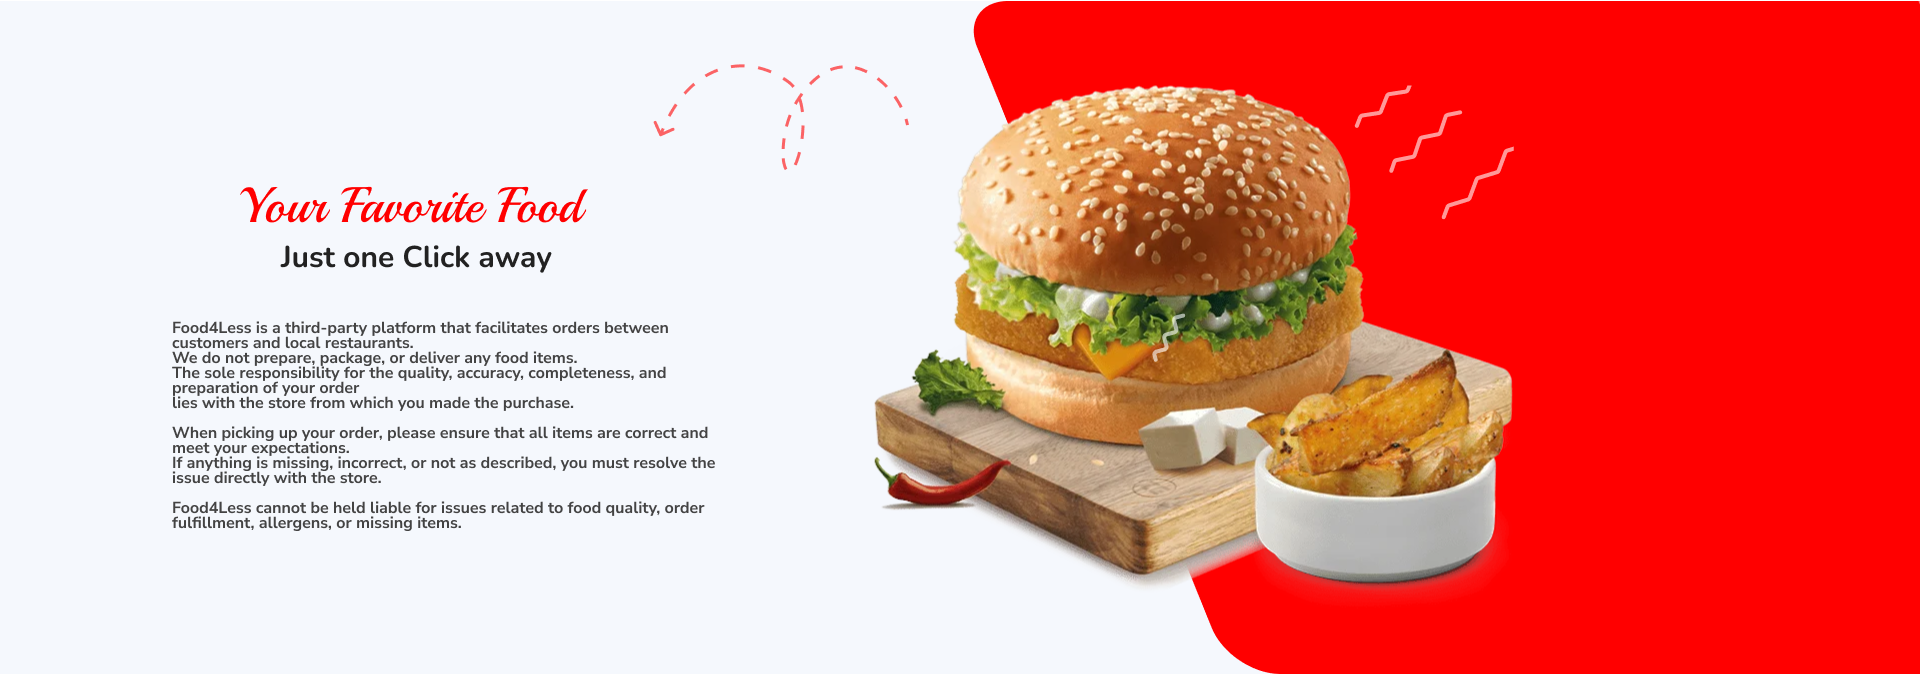 Your Favorite Food
Just one Click away
Food4Less is a third-party platform that facilitates orders between
customers and local restaurants.
We do not prepare, package, or deliver any food items.
The sole responsibility for the quality, accuracy, completeness, and
preparation of your order
lies with the store from which you made the purchase.
When picking up your order, please ensure that all items are correct and
meet your expectations.
If anything is missing, incorrect, or not as described, you must resolve the
issue directly with the store.
Food4Less cannot be held liable for issues related to food quality, order
fulfillment, allergens, or missing items.